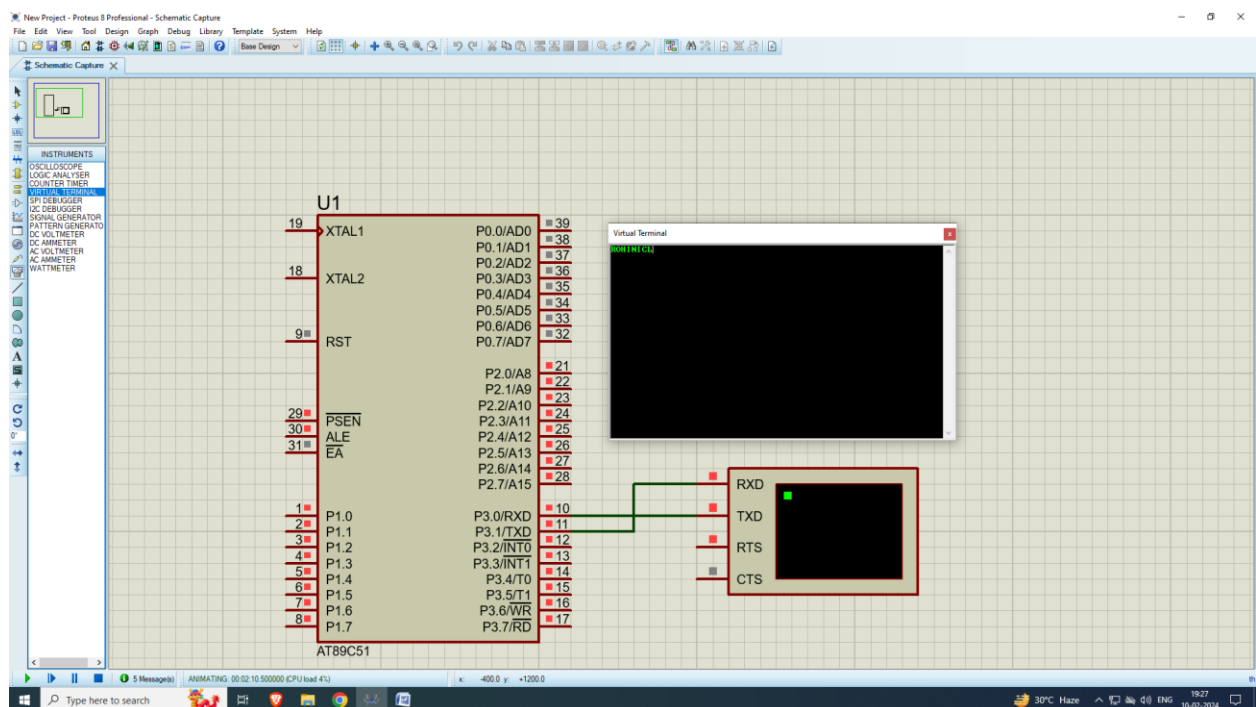 New Project - Proteus 8 Professional - Schematic Capture
File Edit View Tool Design Graph Debug Library Template System Help
Base Design
Schematic Capture
INSTRUMENTS
OSCILLOSCOPE
LOGIC ANALYSER
COUNTER TIMER
VIRTUAL TERMINAL
SPI DEBUGGER
I2C DEBUGGER
SIGNAL GENERATOR
PATTERN GENERATO
DC VOLTMETER
DC AMMETER
AC VOLTMETER
AC AMMETER
WATTMETER
0°
U1
19 XTAL1 P0.0/AD0 39
P0.1/AD1 38
P0.2/AD2 37
18 XTAL2 P0.3/AD3 36
P0.4/AD4 35
P0.5/AD5 34
P0.6/AD6 33
9 RST P0.7/AD7 32
P2.0/A8 21
P2.1/A9 22
P2.2/A10 23
29 PSEN P2.3/A11 24
30 ALE P2.4/A12 25
31 EA P2.5/A13 26
P2.6/A14 27
P2.7/A15 28
1 P1.0 P3.0/RXD 10
2 P1.1 P3.1/TXD 11
3 P1.2 P3.2/INT0 12
4 P1.3 P3.3/INT1 13
5 P1.4 P3.4/T0 14
6 P1.5 P3.5/T1 15
7 P1.6 P3.6/WR 16
8 P1.7 P3.7/RD 17
AT89C51
Virtual Terminal
RXD
TXD
RTS
CTS
5 Message(s) ANIMATING: 00:02:10.500000 (CPU load 4%) x: -400.0 y: +1200.0 th
Type here to search 30°C Haze ENG 19:27
10-02-2024